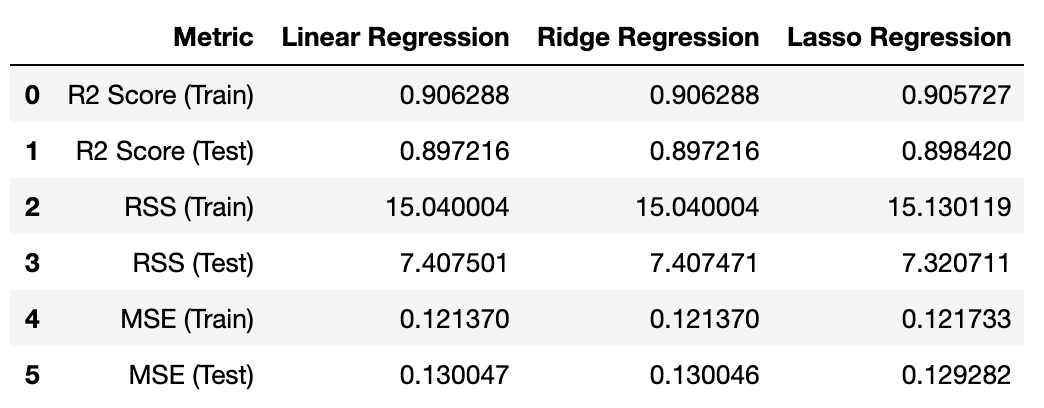 Metric Linear Regression Ridge Regression Lasso Regression
0 R2 Score (Train) 0.906288 0.906288 0.905727
1 R2 Score (Test) 0.897216 0.897216 0.898420
2 RSS (Train) 15.040004 15.040004 15.130119
3 RSS (Test) 7.407501 7.407471 7.320711
4 MSE (Train) 0.121370 0.121370 0.121733
5 MSE (Test) 0.130047 0.130046 0.129282